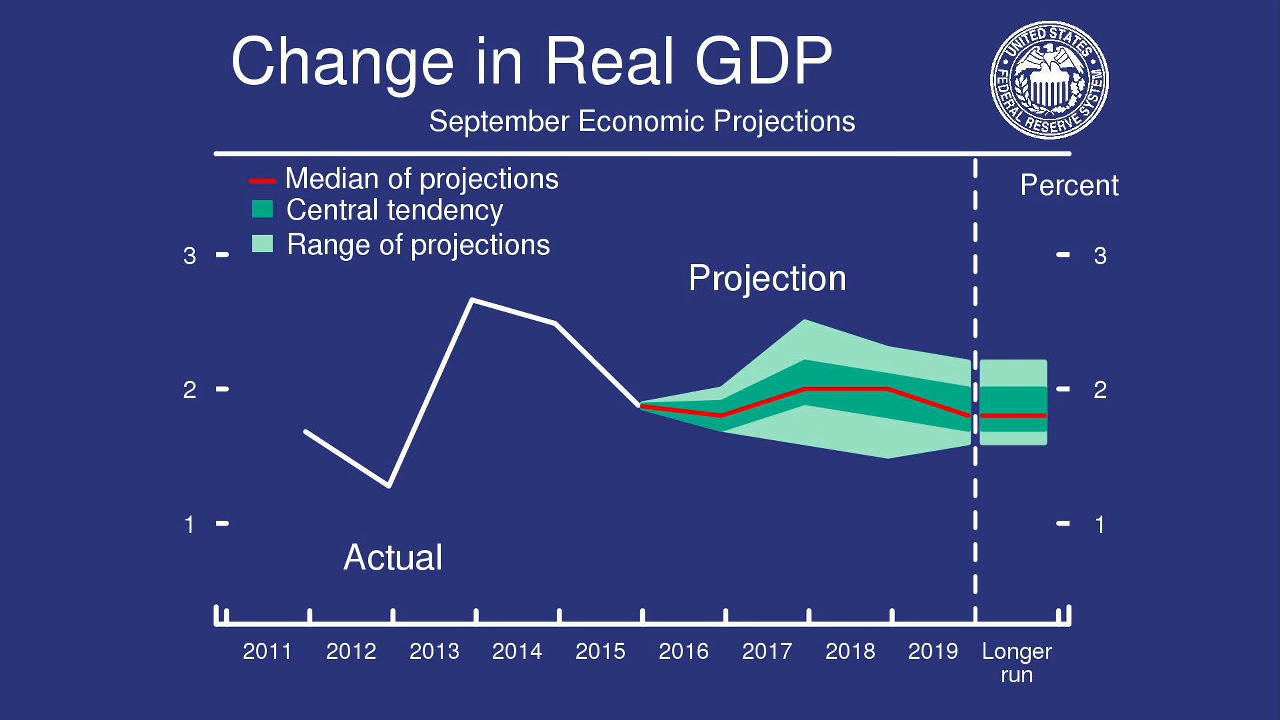 Change in Real GDP
September Economic Projections
UNITED STATES
FEDERAL RESERVE SYSTEM
Median of projections
Central tendency
Range of projections
Percent
3
3
Projection
2
2
1
1
Actual
2011 2012 2013 2014 2015 2016 2017 2018 2019 Longer
run